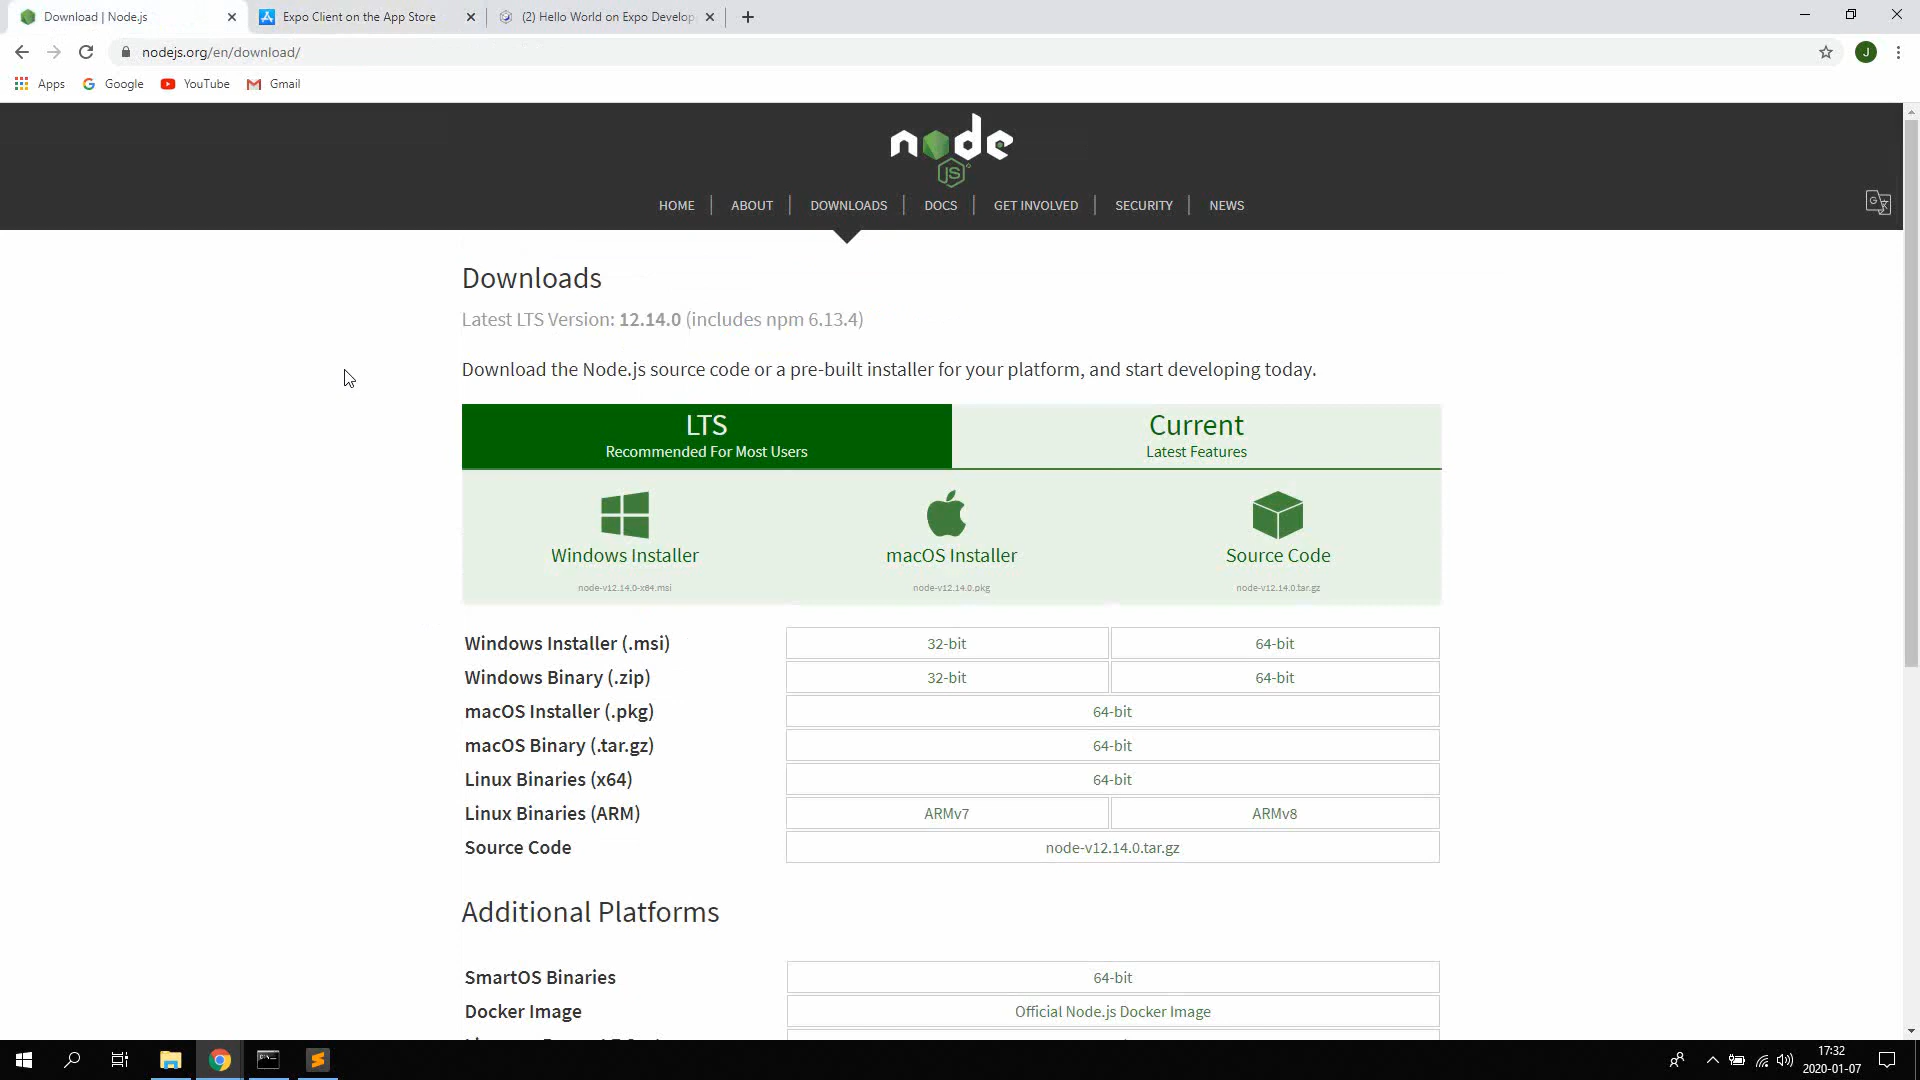 Download | Node.js
Expo Client on the App Store
(2) Hello World on Expo Develop
nodejs.org/en/download/
J
Apps
Google
YouTube
Gmail
node
JS
HOME
ABOUT
DOWNLOADS
DOCS
GET INVOLVED
SECURITY
NEWS
Downloads
Latest LTS Version: 12.14.0 (includes npm 6.13.4)
Download the Node.js source code or a pre-built installer for your platform, and start developing today.
LTS
Recommended For Most Users
Current
Latest Features
Windows Installer
node-v12.14.0-x64.msi
macOS Installer
node-v12.14.0.pkg
Source Code
node-v12.14.0.tar.gz
Windows Installer (.msi)
32-bit
64-bit
Windows Binary (.zip)
32-bit
64-bit
macOS Installer (.pkg)
64-bit
macOS Binary (.tar.gz)
64-bit
Linux Binaries (x64)
64-bit
Linux Binaries (ARM)
ARMv7
ARMv8
Source Code
node-v12.14.0.tar.gz
Additional Platforms
SmartOS Binaries
64-bit
Docker Image
Official Node.js Docker Image
17:32
2020-01-07